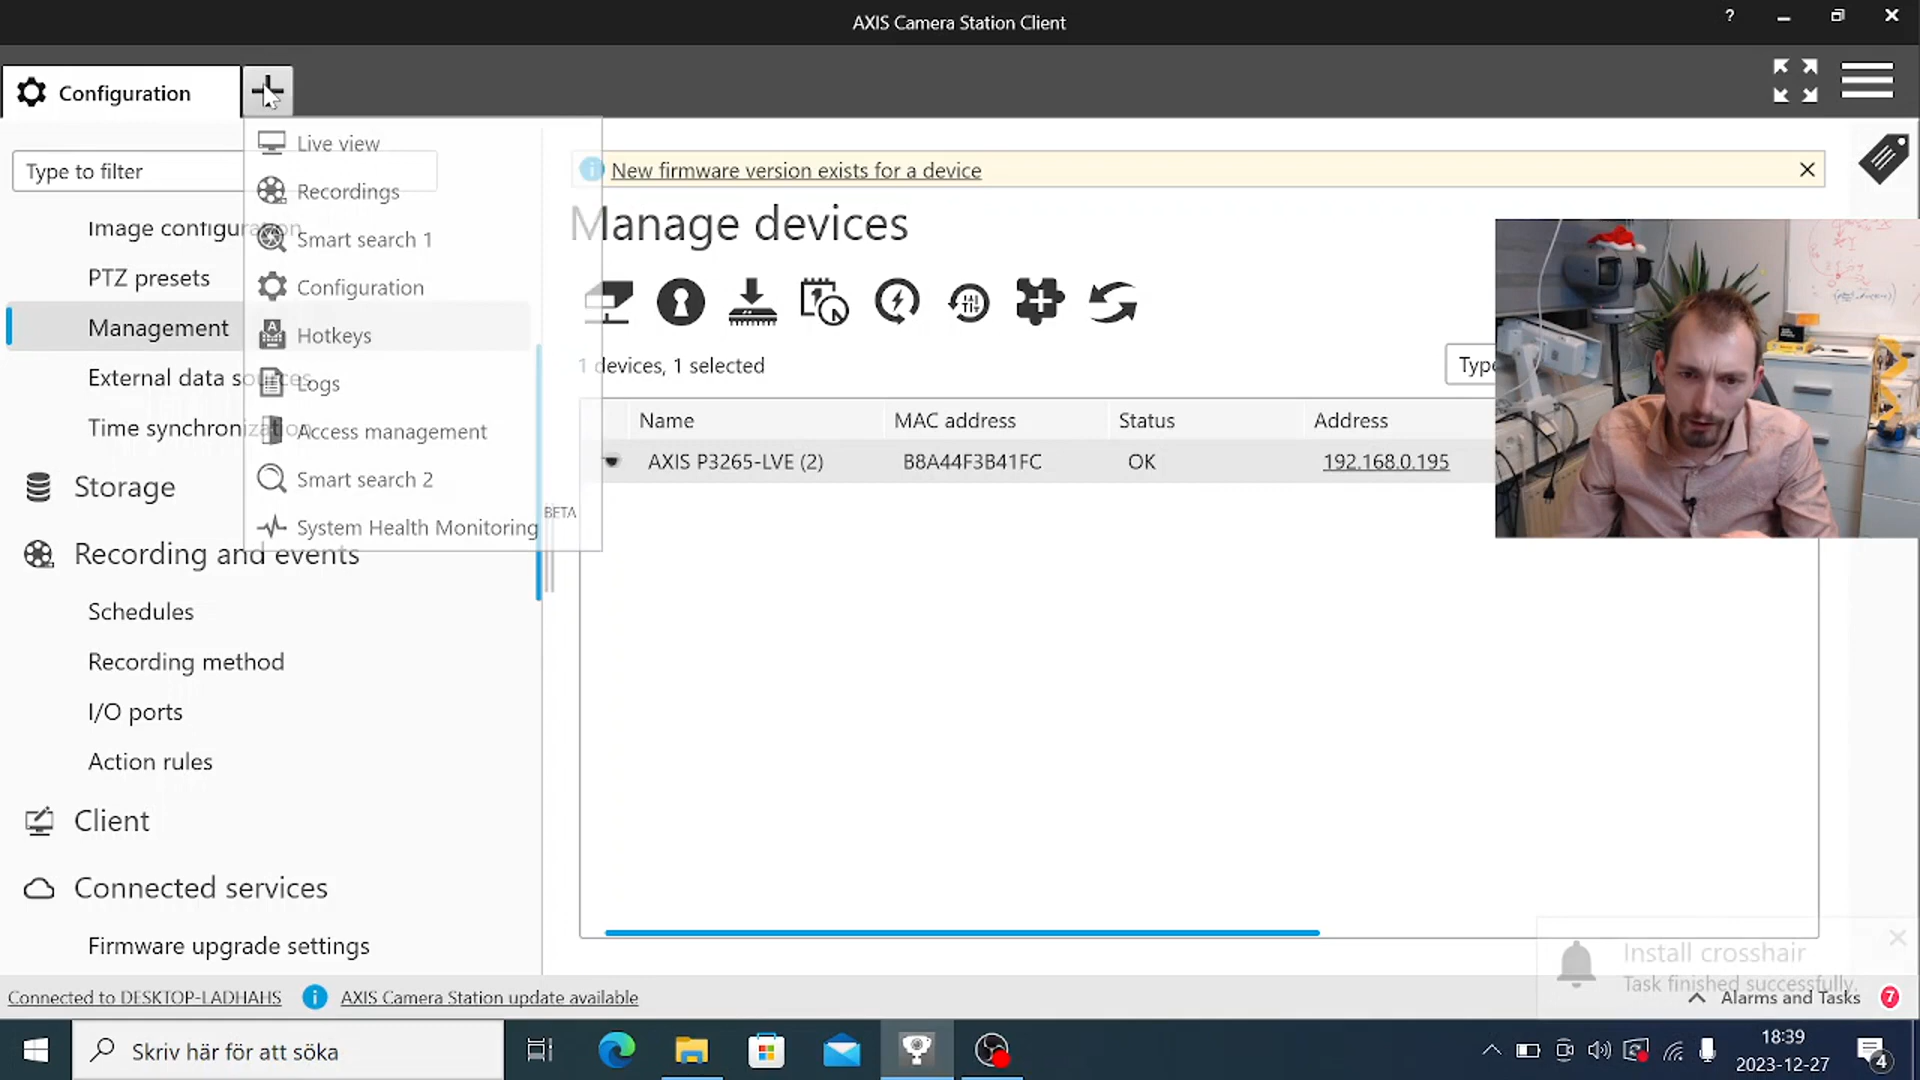 AXIS Camera Station Client
?
Configuration
Type to filter
Image configuration
PTZ presets
Management
External data sources
Time synchronization
Storage
Recording and events
Schedules
Recording method
I/O ports
Action rules
Client
Connected services
Firmware upgrade settings
Live view
Recordings
Smart search 1
Configuration
Hotkeys
Logs
Access management
Smart search 2
System Health Monitoring BETA
New firmware version exists for a device
Manage devices
1 devices, 1 selected
Type
Name MAC address Status Address
AXIS P3265-LVE (2) B8A44F3B41FC OK 192.168.0.195
Install crosshair
Task finished successfully.
Connected to DESKTOP-LADHAHS
AXIS Camera Station update available
Alarms and Tasks 7
Skriv här för att söka
18:39
2023-12-27
4